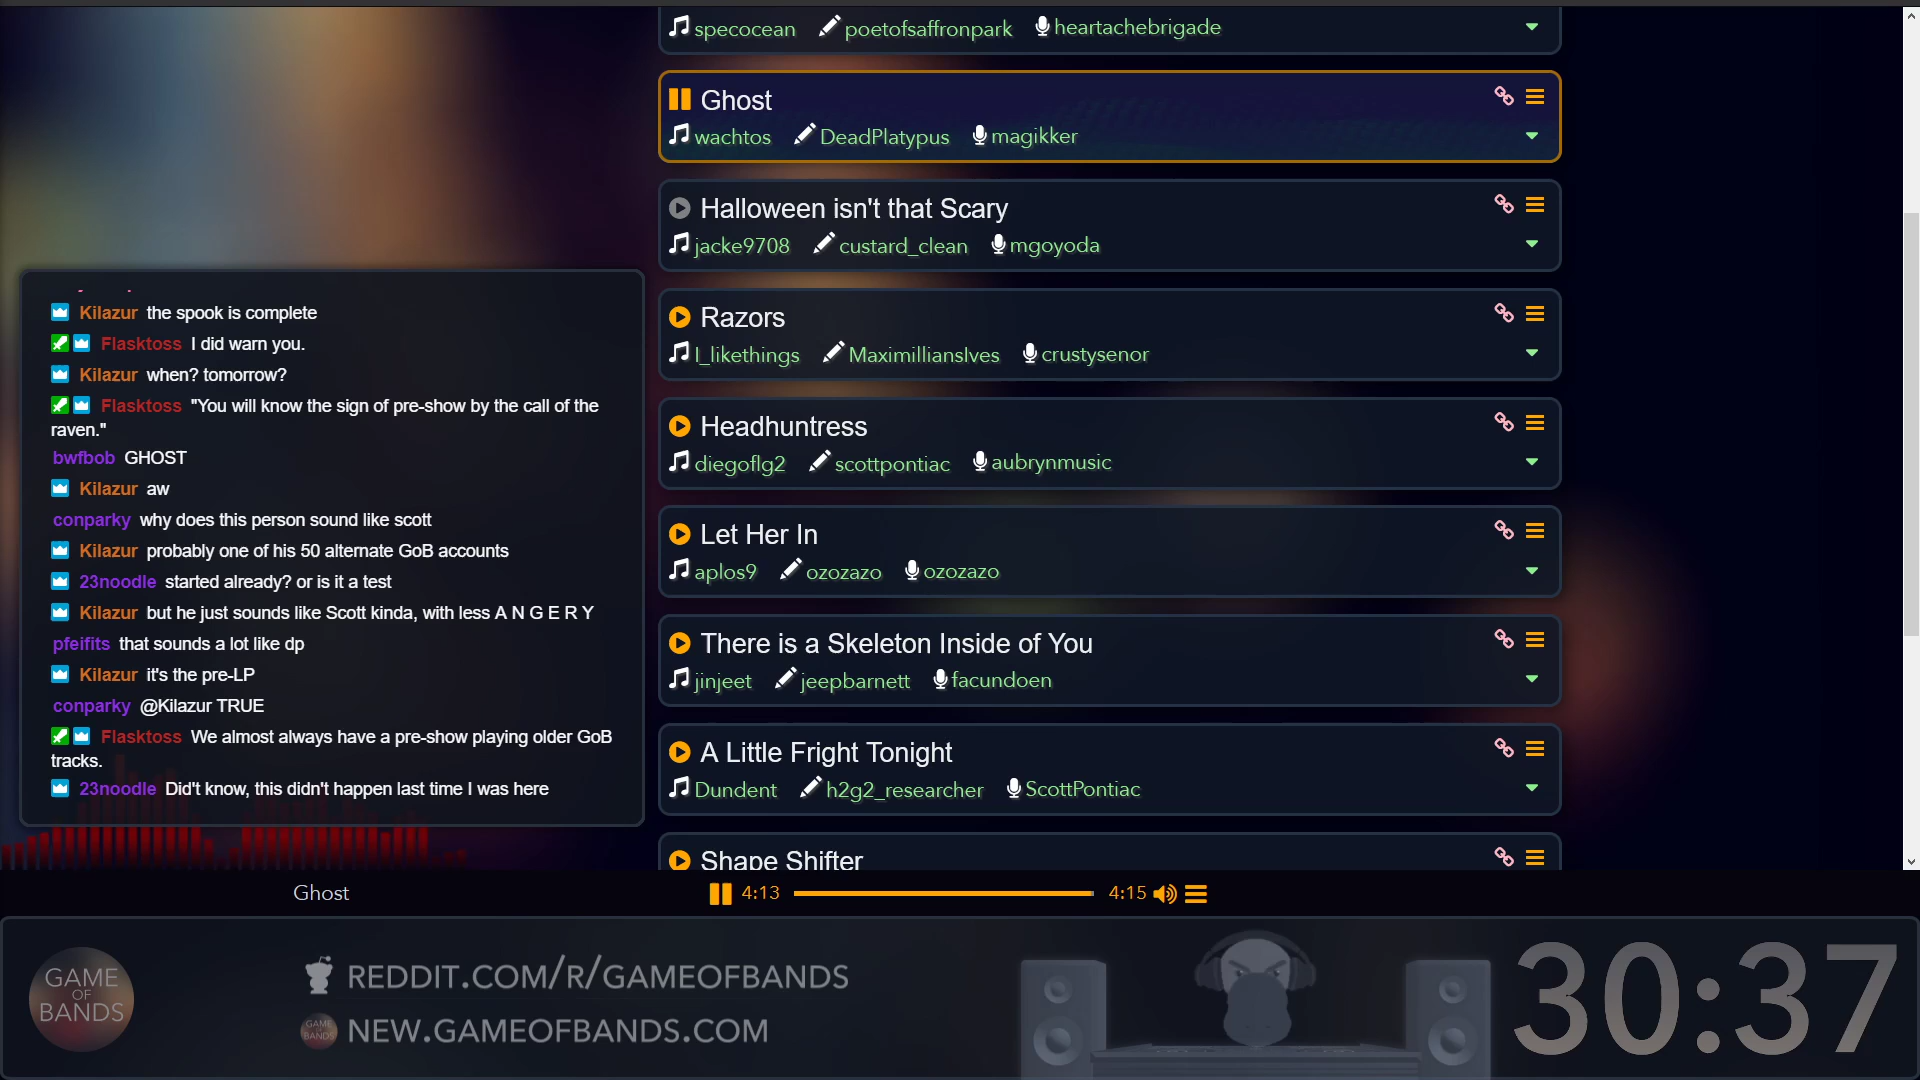 specocean poetofsaffronpark heartachebrigade
Ghost
wachtos DeadPlatypus magikker
Halloween isn't that Scary
jacke9708 custard_clean mgoyoda
Razors
I_likethings Maximillianslves crustysenor
Headhuntress
diegoflg2 scottpontiac aubrynmusic
Let Her In
aplos9 ozozazo ozozazo
There is a Skeleton Inside of You
jinjeet jeepbarnett facundoen
A Little Fright Tonight
Dundent h2g2_researcher ScottPontiac
Shape Shifter
Kilazur the spook is complete
Flasktoss I did warn you.
Kilazur when? tomorrow?
Flasktoss "You will know the sign of pre-show by the call of the
raven."
bwfbob GHOST
Kilazur aw
conparky why does this person sound like scott
Kilazur probably one of his 50 alternate GoB accounts
23noodle started already? or is it a test
Kilazur but he just sounds like Scott kinda, with less A N G E R Y
pfeifits that sounds a lot like dp
Kilazur it's the pre-LP
conparky @Kilazur TRUE
Flasktoss We almost always have a pre-show playing older GoB
tracks.
23noodle Did't know, this didn't happen last time I was here
Ghost 4:13 4:15
GAME
OF
BANDS
REDDIT.COM/R/GAMEOFBANDS
GAME
OF
BANDS
NEW.GAMEOFBANDS.COM
30:37